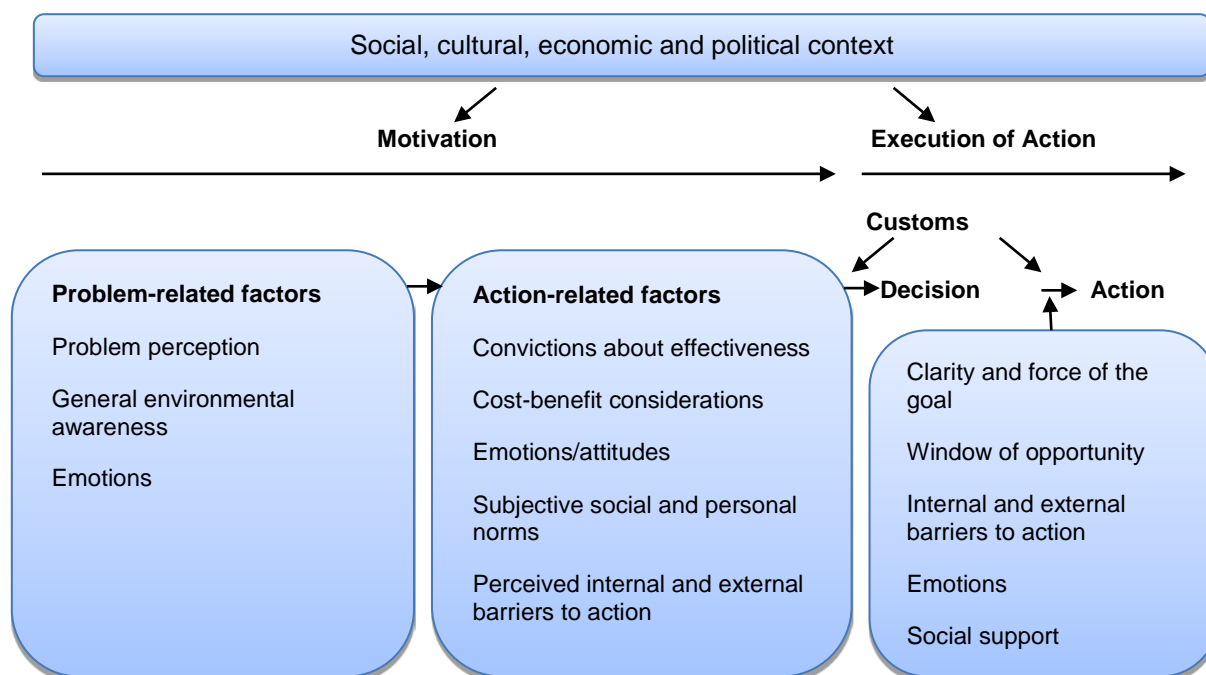 Social, cultural, economic and political context
Motivation
Execution of Action
Customs
Problem-related factors
Problem perception
General environmental
awareness
Emotions
Action-related factors
Convictions about effectiveness
Cost-benefit considerations
Emotions/attitudes
Subjective social and personal
norms
Perceived internal and external
barriers to action
Decision
Action
Clarity and force of the
goal
Window of opportunity
Internal and external
barriers to action
Emotions
Social support